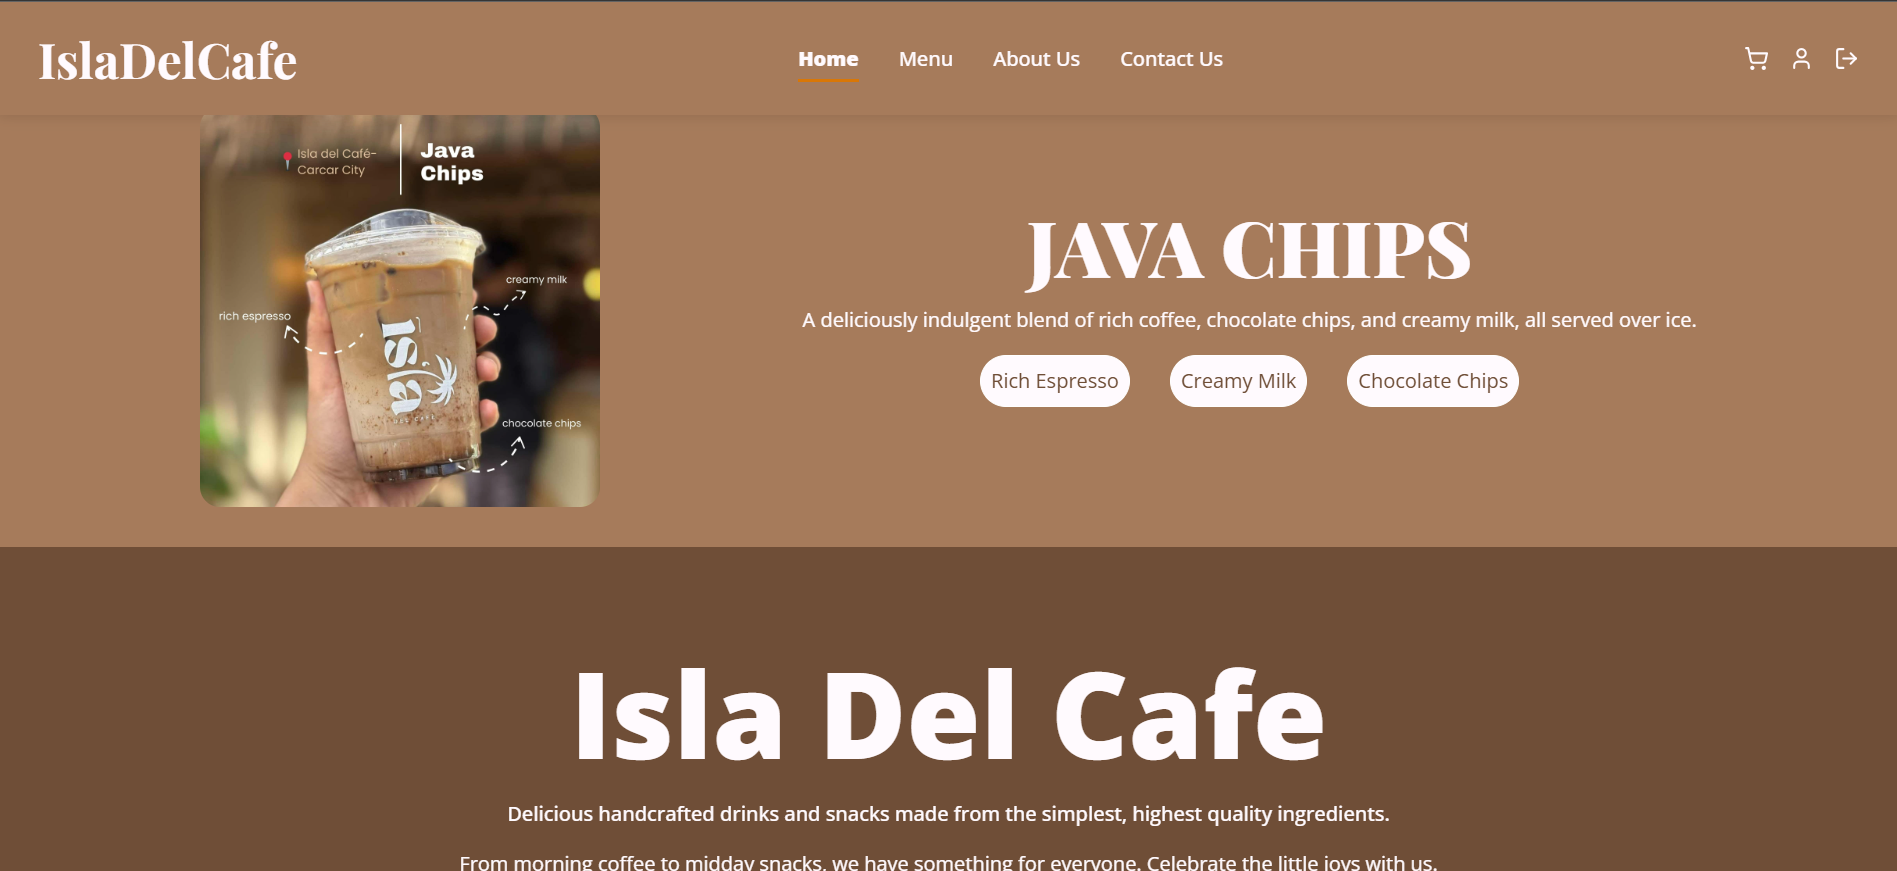 IslaDelCafe
Home Menu About Us Contact Us
Isla del Café-
Carcar City
Java
Chips
creamy milk
rich espresso
isla
DEL CAFE
chocolate chips
JAVA CHIPS
A deliciously indulgent blend of rich coffee, chocolate chips, and creamy milk, all served over ice.
Rich Espresso Creamy Milk Chocolate Chips
Isla Del Cafe
Delicious handcrafted drinks and snacks made from the simplest, highest quality ingredients.
From morning coffee to midday snacks, we have something for everyone. Celebrate the little joys with us.